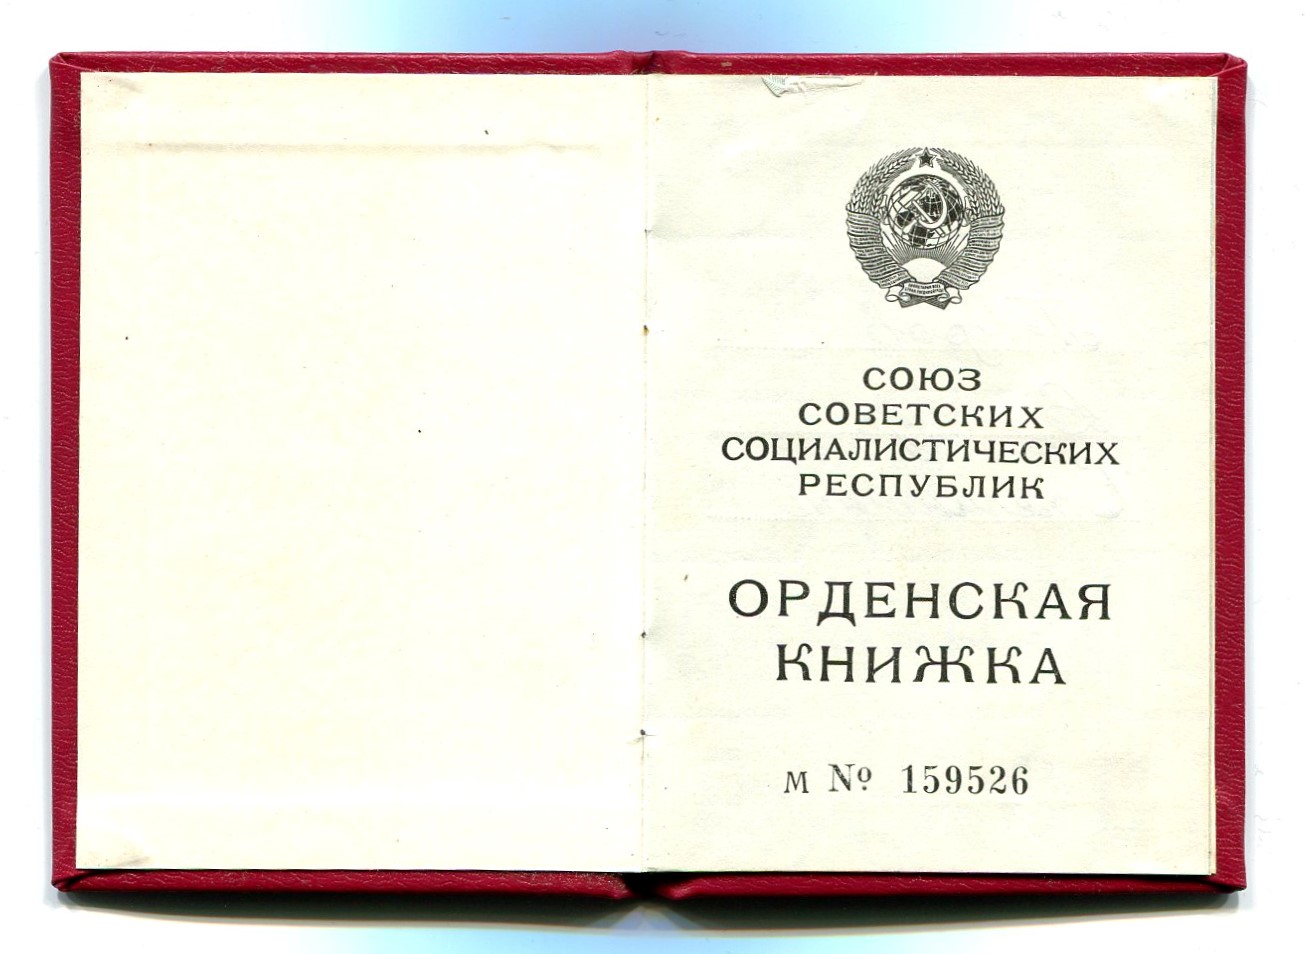 СОЮЗ
СОВЕТСКИХ
СОЦИАЛИСТИЧЕСКИХ
РЕСПУБЛИК
ОРДЕНСКАЯ
КНИЖКА
М № 159526